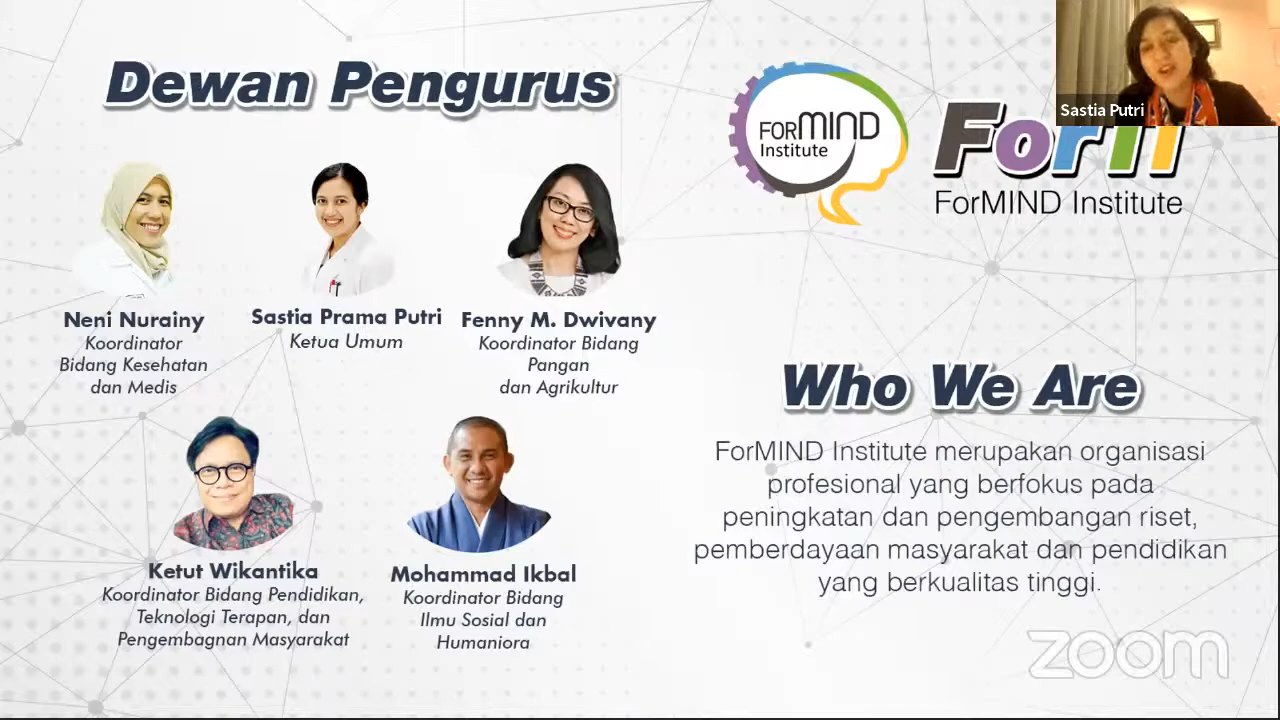 Dewan Pengurus
Neni Nurainy
Koordinator
Bidang Kesehatan
dan Medis
Sastia Prama Putri
Ketua Umum
Fenny M. Dwivany
Koordinator Bidang
Pangan
dan Agrikultur
Ketut Wikantika
Koordinator Bidang Pendidikan,
Teknologi Terapan, dan
Pengembagnan Masyarakat
Mohammad Ikbal
Koordinator Bidang
Ilmu Sosial dan
Humaniora
FORMIND
Institute
ForMIND Institute
Sastia Putri
Who We Are
ForMIND Institute merupakan organisasi
profesional yang berfokus pada
peningkatan dan pengembangan riset,
pemberdayaan masyarakat dan pendidikan
yang berkualitas tinggi.
zoom